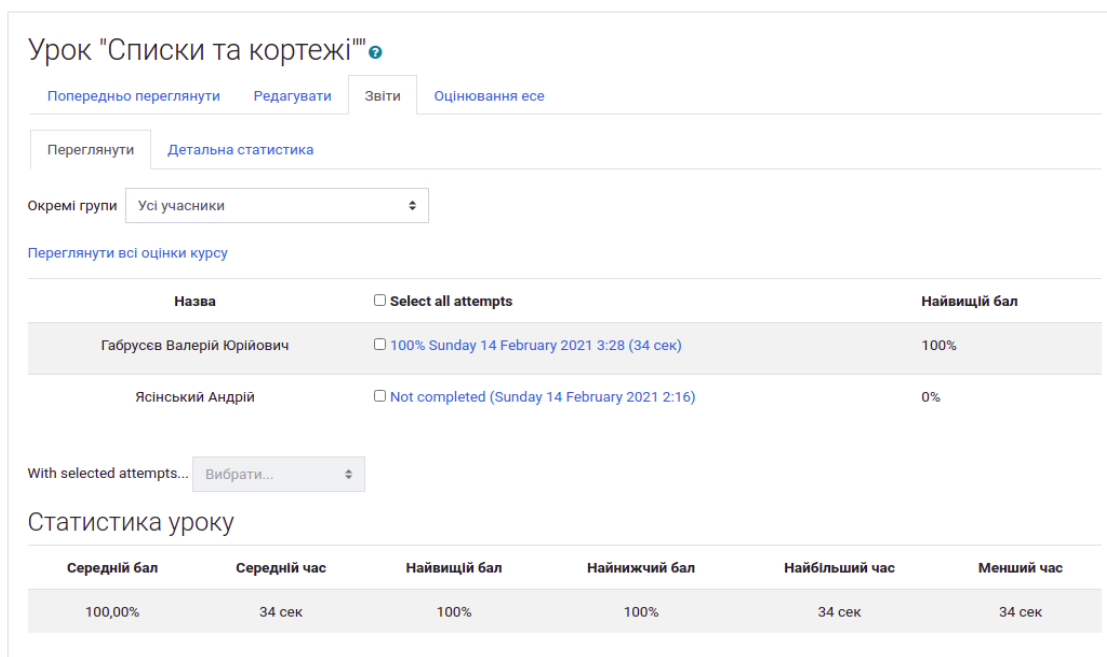 Урок "Списки та кортежі""
Попередньо переглянути Редагувати Звіти Оцінювання есе
Переглянути Детальна статистика
Окремі групи Усі учасники
Переглянути всі оцінки курсу
Назва Select all attempts Найвищій бал
Габрусєв Валерій Юрійович 100% Sunday 14 February 2021 3:28 (34 сек) 100%
Ясінський Андрій Not completed (Sunday 14 February 2021 2:16) 0%
With selected attempts... Вибрати...
Статистика уроку
Середній бал Середній час Найвищій бал Найнижчий бал Найбільший час Менший час
100,00% 34 сек 100% 100% 34 сек 34 сек